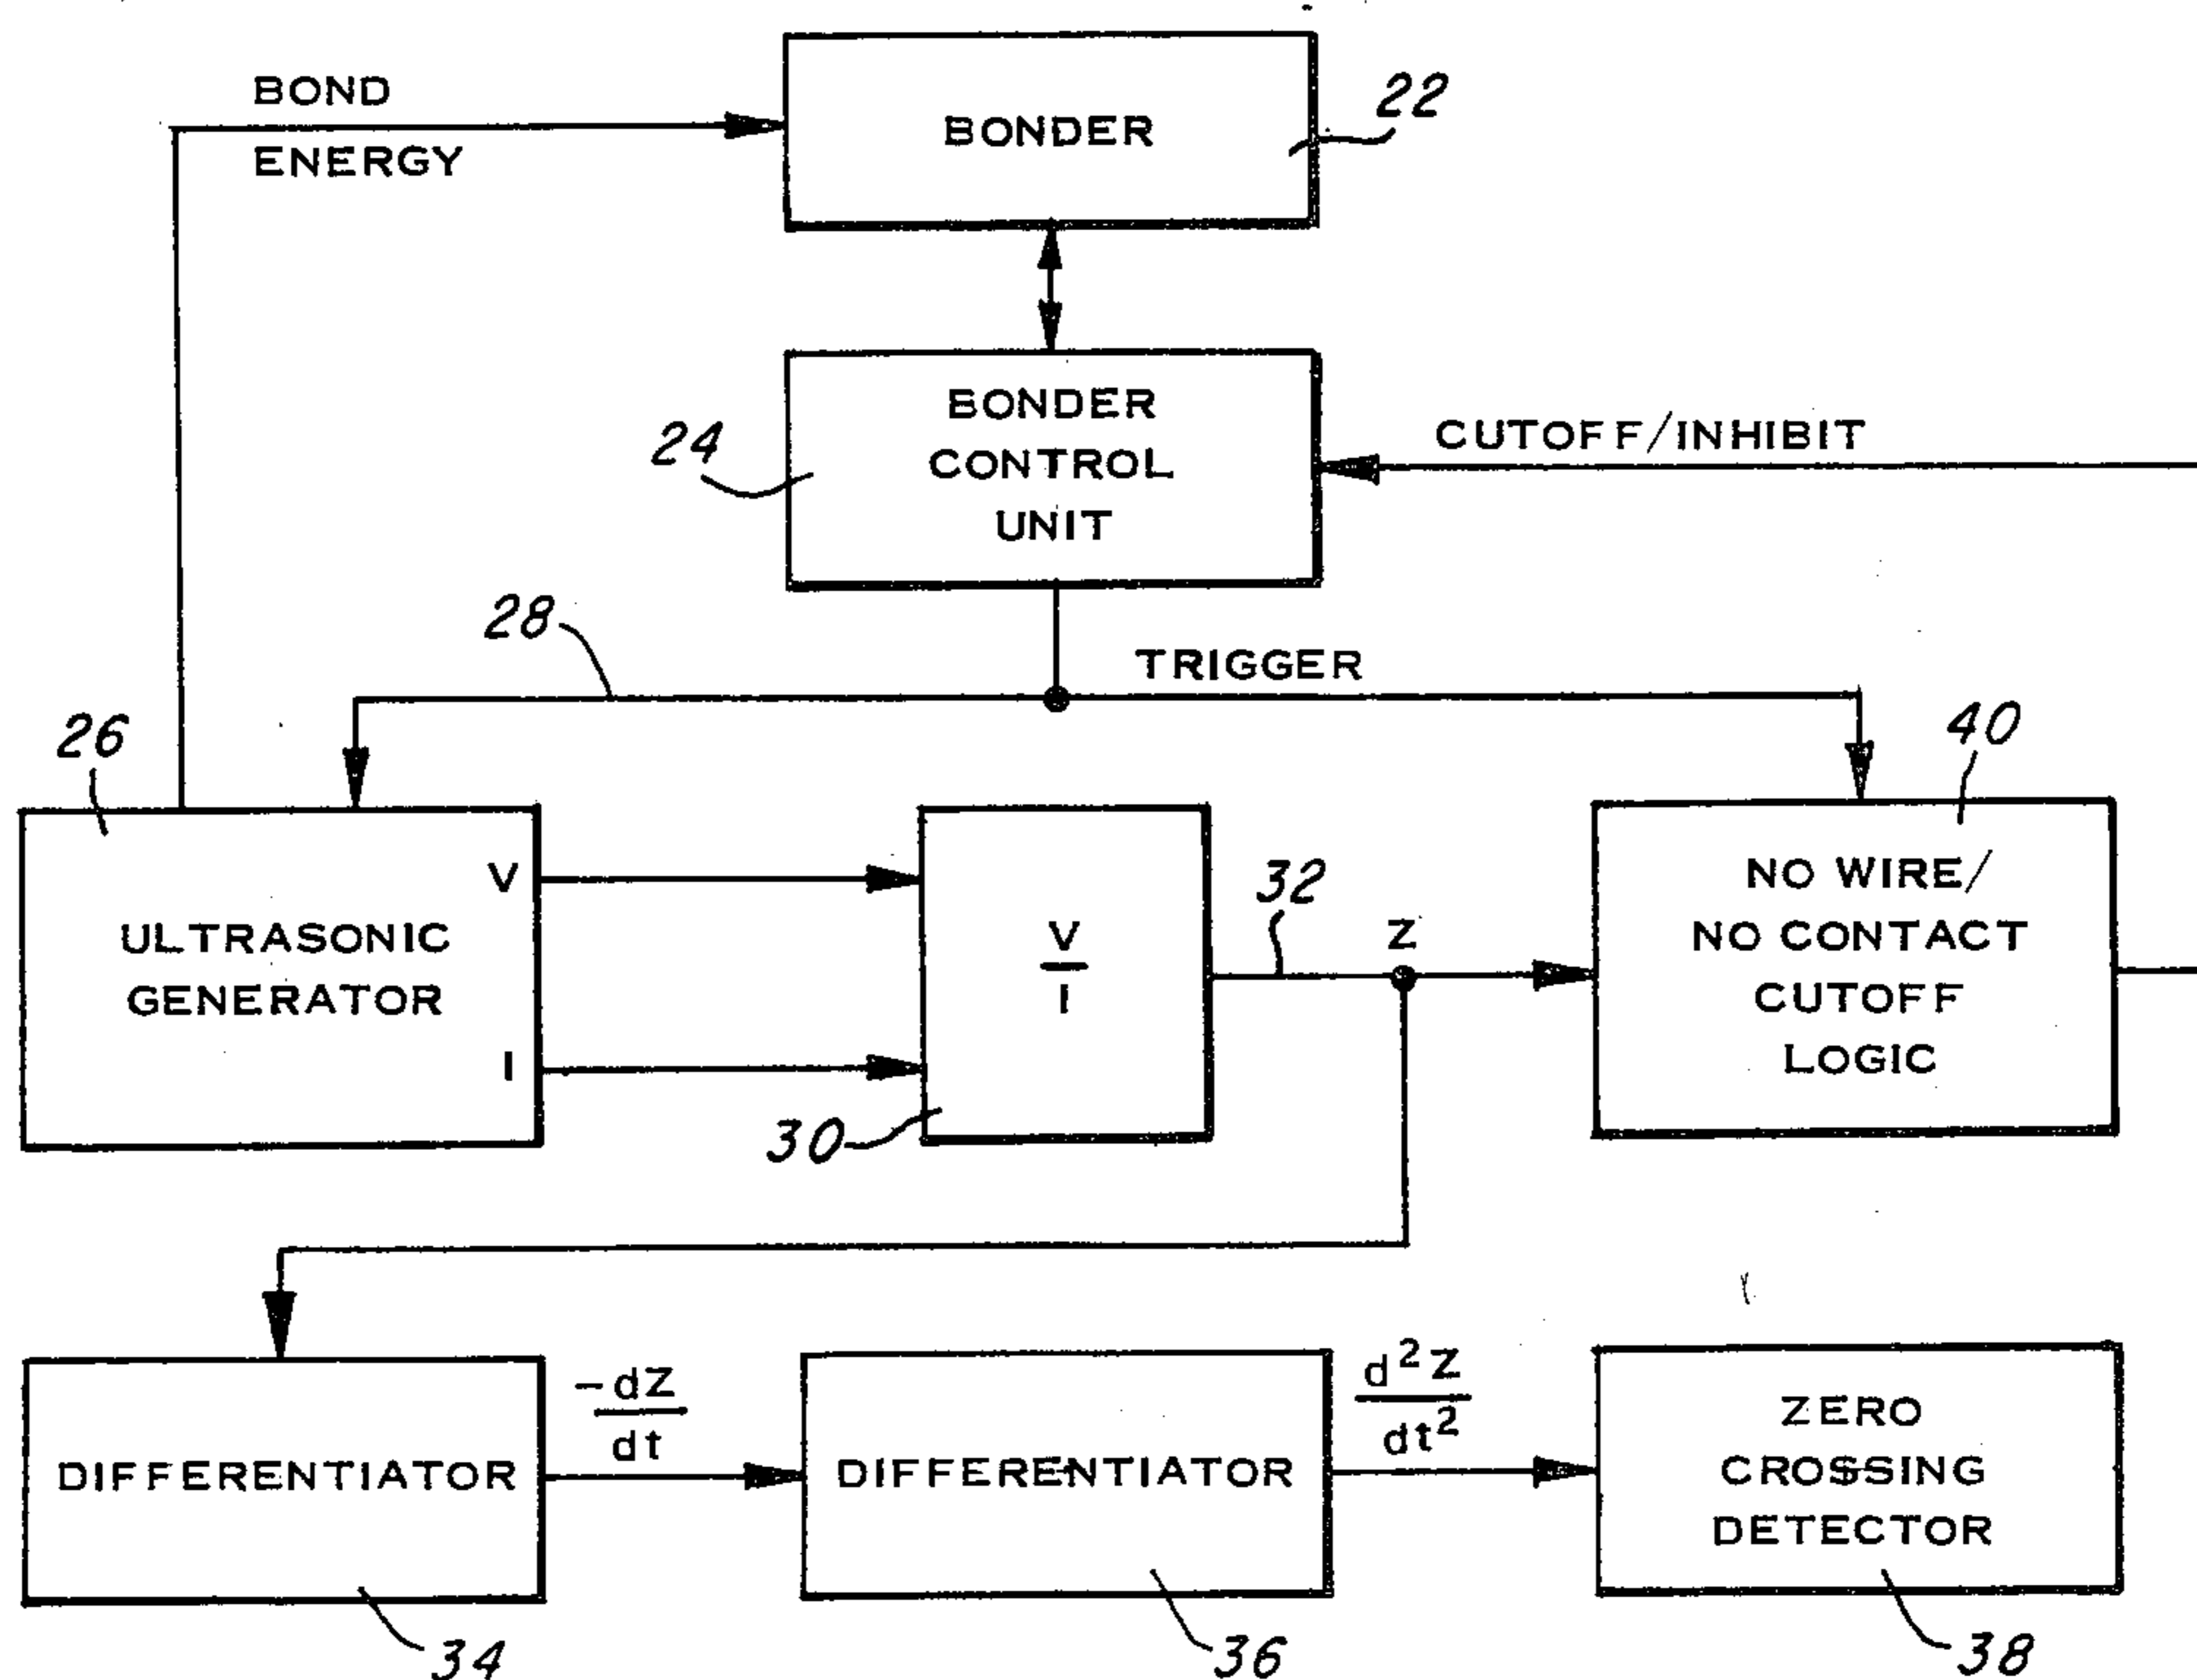 BOND
ENERGY
BONDER
22
BONDER
CONTROL
UNIT
24
CUTOFF/INHIBIT
28
TRIGGER
26
40
V
ULTRASONIC
GENERATOR
I
V
I
30
32
Z
NO WIRE/
NO CONTACT
CUTOFF
LOGIC
-dZ
dt
d²Z
dt²
DIFFERENTIATOR
DIFFERENTIATOR
ZERO
CROSSING
DETECTOR
34
36
38